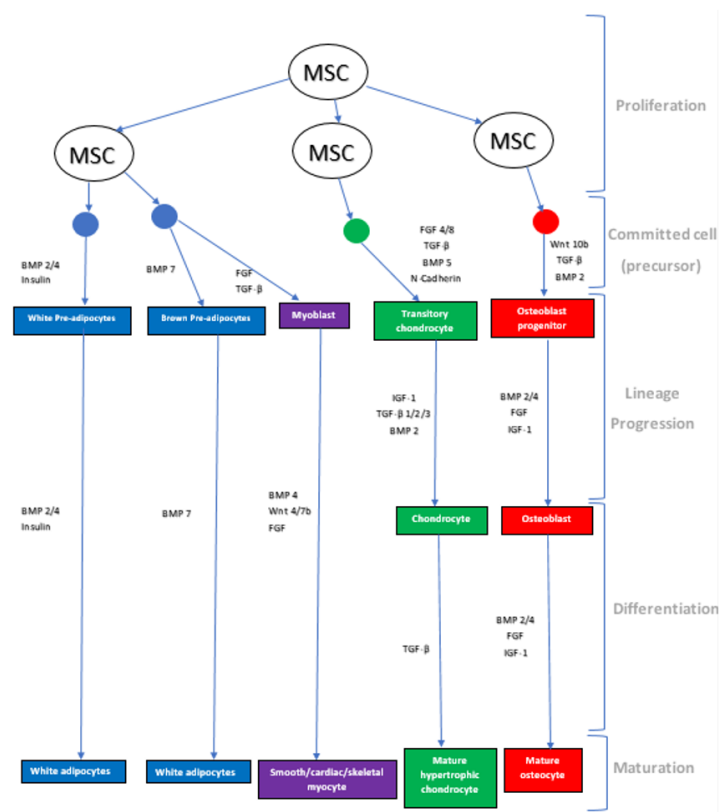 MSC
Proliferation
MSC
MSC
MSC
Committed cell
(precursor)
FGF 4/8
TGF-β
BMP 5
N-Cadherin
Wnt 10b
TGF-β
BMP 2
BMP 2/4
Insulin
BMP 7
FGF
TGF-β
White Pre-adipocytes
Brown Pre-adipocytes
Myoblast
Transitory
chondrocyte
Osteoblast
progenitor
Lineage
Progression
IGF-1
TGF-β 1/2/3
BMP 2
BMP 2/4
FGF
IGF-1
BMP 2/4
Insulin
BMP 7
BMP 4
Wnt 4/7b
FGF
Chondrocyte
Osteoblast
Differentiation
TGF-β
BMP 2/4
FGF
IGF-1
White adipocytes
White adipocytes
Smooth/cardiac/skeletal
myocyte
Mature
hypertrophic
chondrocyte
Mature
osteocyte
Maturation